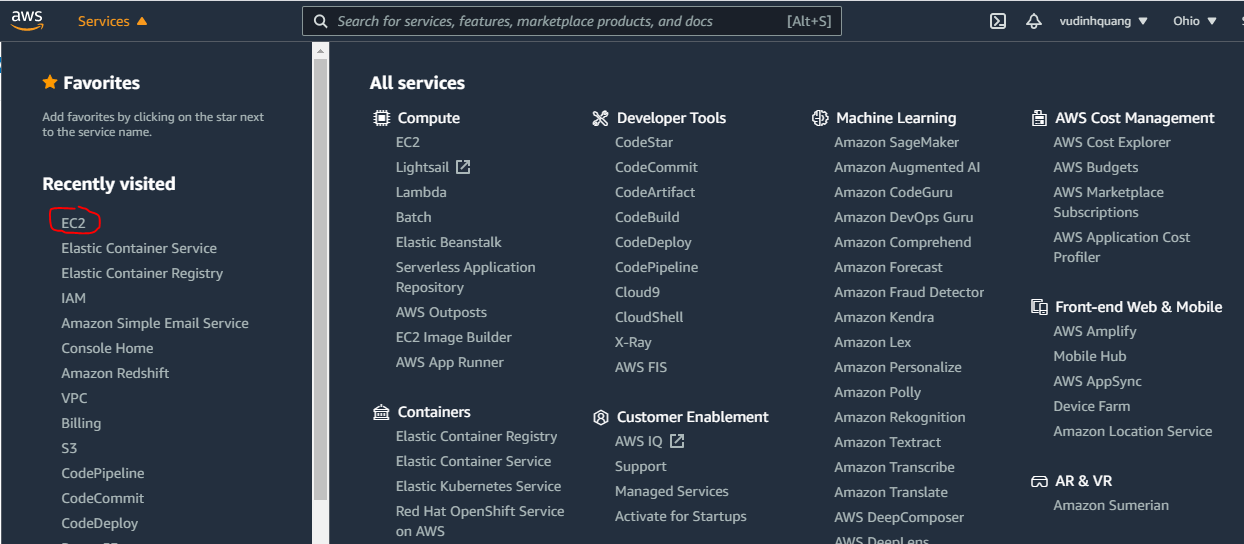 aws
Services
Search for services, features, marketplace products, and docs
[Alt+S]
vudinhquang
Ohio
Favorites
Add favorites by clicking on the star next
to the service name.
Recently visited
EC2
Elastic Container Service
Elastic Container Registry
IAM
Amazon Simple Email Service
Console Home
Amazon Redshift
VPC
Billing
S3
CodePipeline
CodeCommit
CodeDeploy
All services
Compute
EC2
Lightsail
Lambda
Batch
Elastic Beanstalk
Serverless Application
Repository
AWS Outposts
EC2 Image Builder
AWS App Runner
Containers
Elastic Container Registry
Elastic Container Service
Elastic Kubernetes Service
Red Hat OpenShift Service
on AWS
Developer Tools
CodeStar
CodeCommit
CodeArtifact
CodeBuild
CodeDeploy
CodePipeline
Cloud9
CloudShell
X-Ray
AWS FIS
Customer Enablement
AWS IQ
Support
Managed Services
Activate for Startups
Machine Learning
Amazon SageMaker
Amazon Augmented AI
Amazon CodeGuru
Amazon DevOps Guru
Amazon Comprehend
Amazon Forecast
Amazon Fraud Detector
Amazon Kendra
Amazon Lex
Amazon Personalize
Amazon Polly
Amazon Rekognition
Amazon Textract
Amazon Transcribe
Amazon Translate
AWS DeepComposer
AWS DeepLens
AWS Cost Management
AWS Cost Explorer
AWS Budgets
AWS Marketplace
Subscriptions
AWS Application Cost
Profiler
Front-end Web & Mobile
AWS Amplify
Mobile Hub
AWS AppSync
Device Farm
Amazon Location Service
AR & VR
Amazon Sumerian